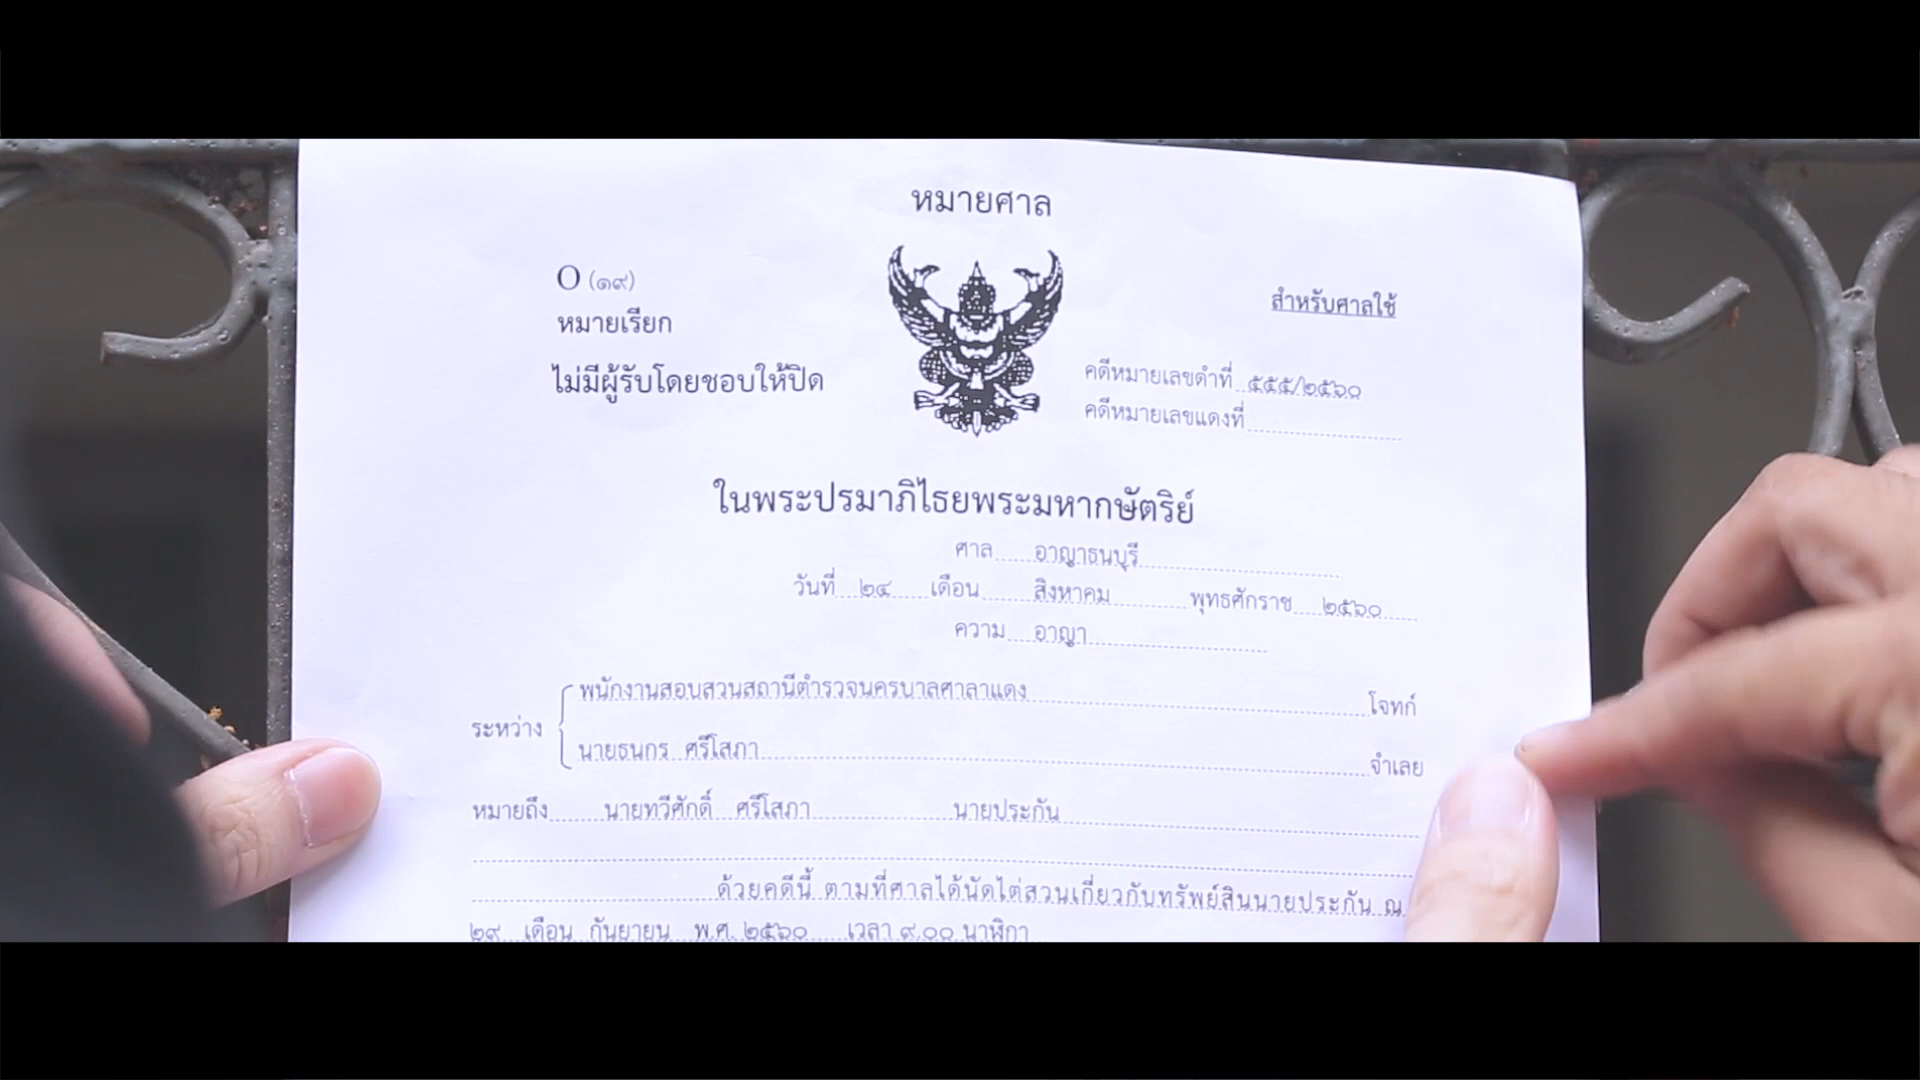 หมายศาล
O (๑๙)
สำหรับศาลใช้
หมายเรียก
ไม่มีผู้รับโดยชอบให้ปิด
คดีหมายเลขดำที่ ๕๕๕/๒๕๖๐
คดีหมายเลขแดงที่
ในพระปรมาภิไธยพระมหากษัตริย์
ศาล อาญาธนบุรี
วันที่ ๒๔ เดือน สิงหาคม พุทธศักราช ๒๕๖๐
ความ อาญา
พนักงานสอบสวนสถานีตำรวจนครบาลศาลาแดง โจทก์
ระหว่าง
นายธนกร ศรีโสภา จำเลย
หมายถึง นายทวีศักดิ์ ศรีโสภา นายประกัน
ด้วยคดีนี้ ตามที่ศาลได้นัดไต่สวนเกี่ยวกับทรัพย์สินนายประกัน ณ
๒๙ เดือน กันยายน พ.ศ. ๒๕๖๐ เวลา ๙.๐๐ นาฬิกา